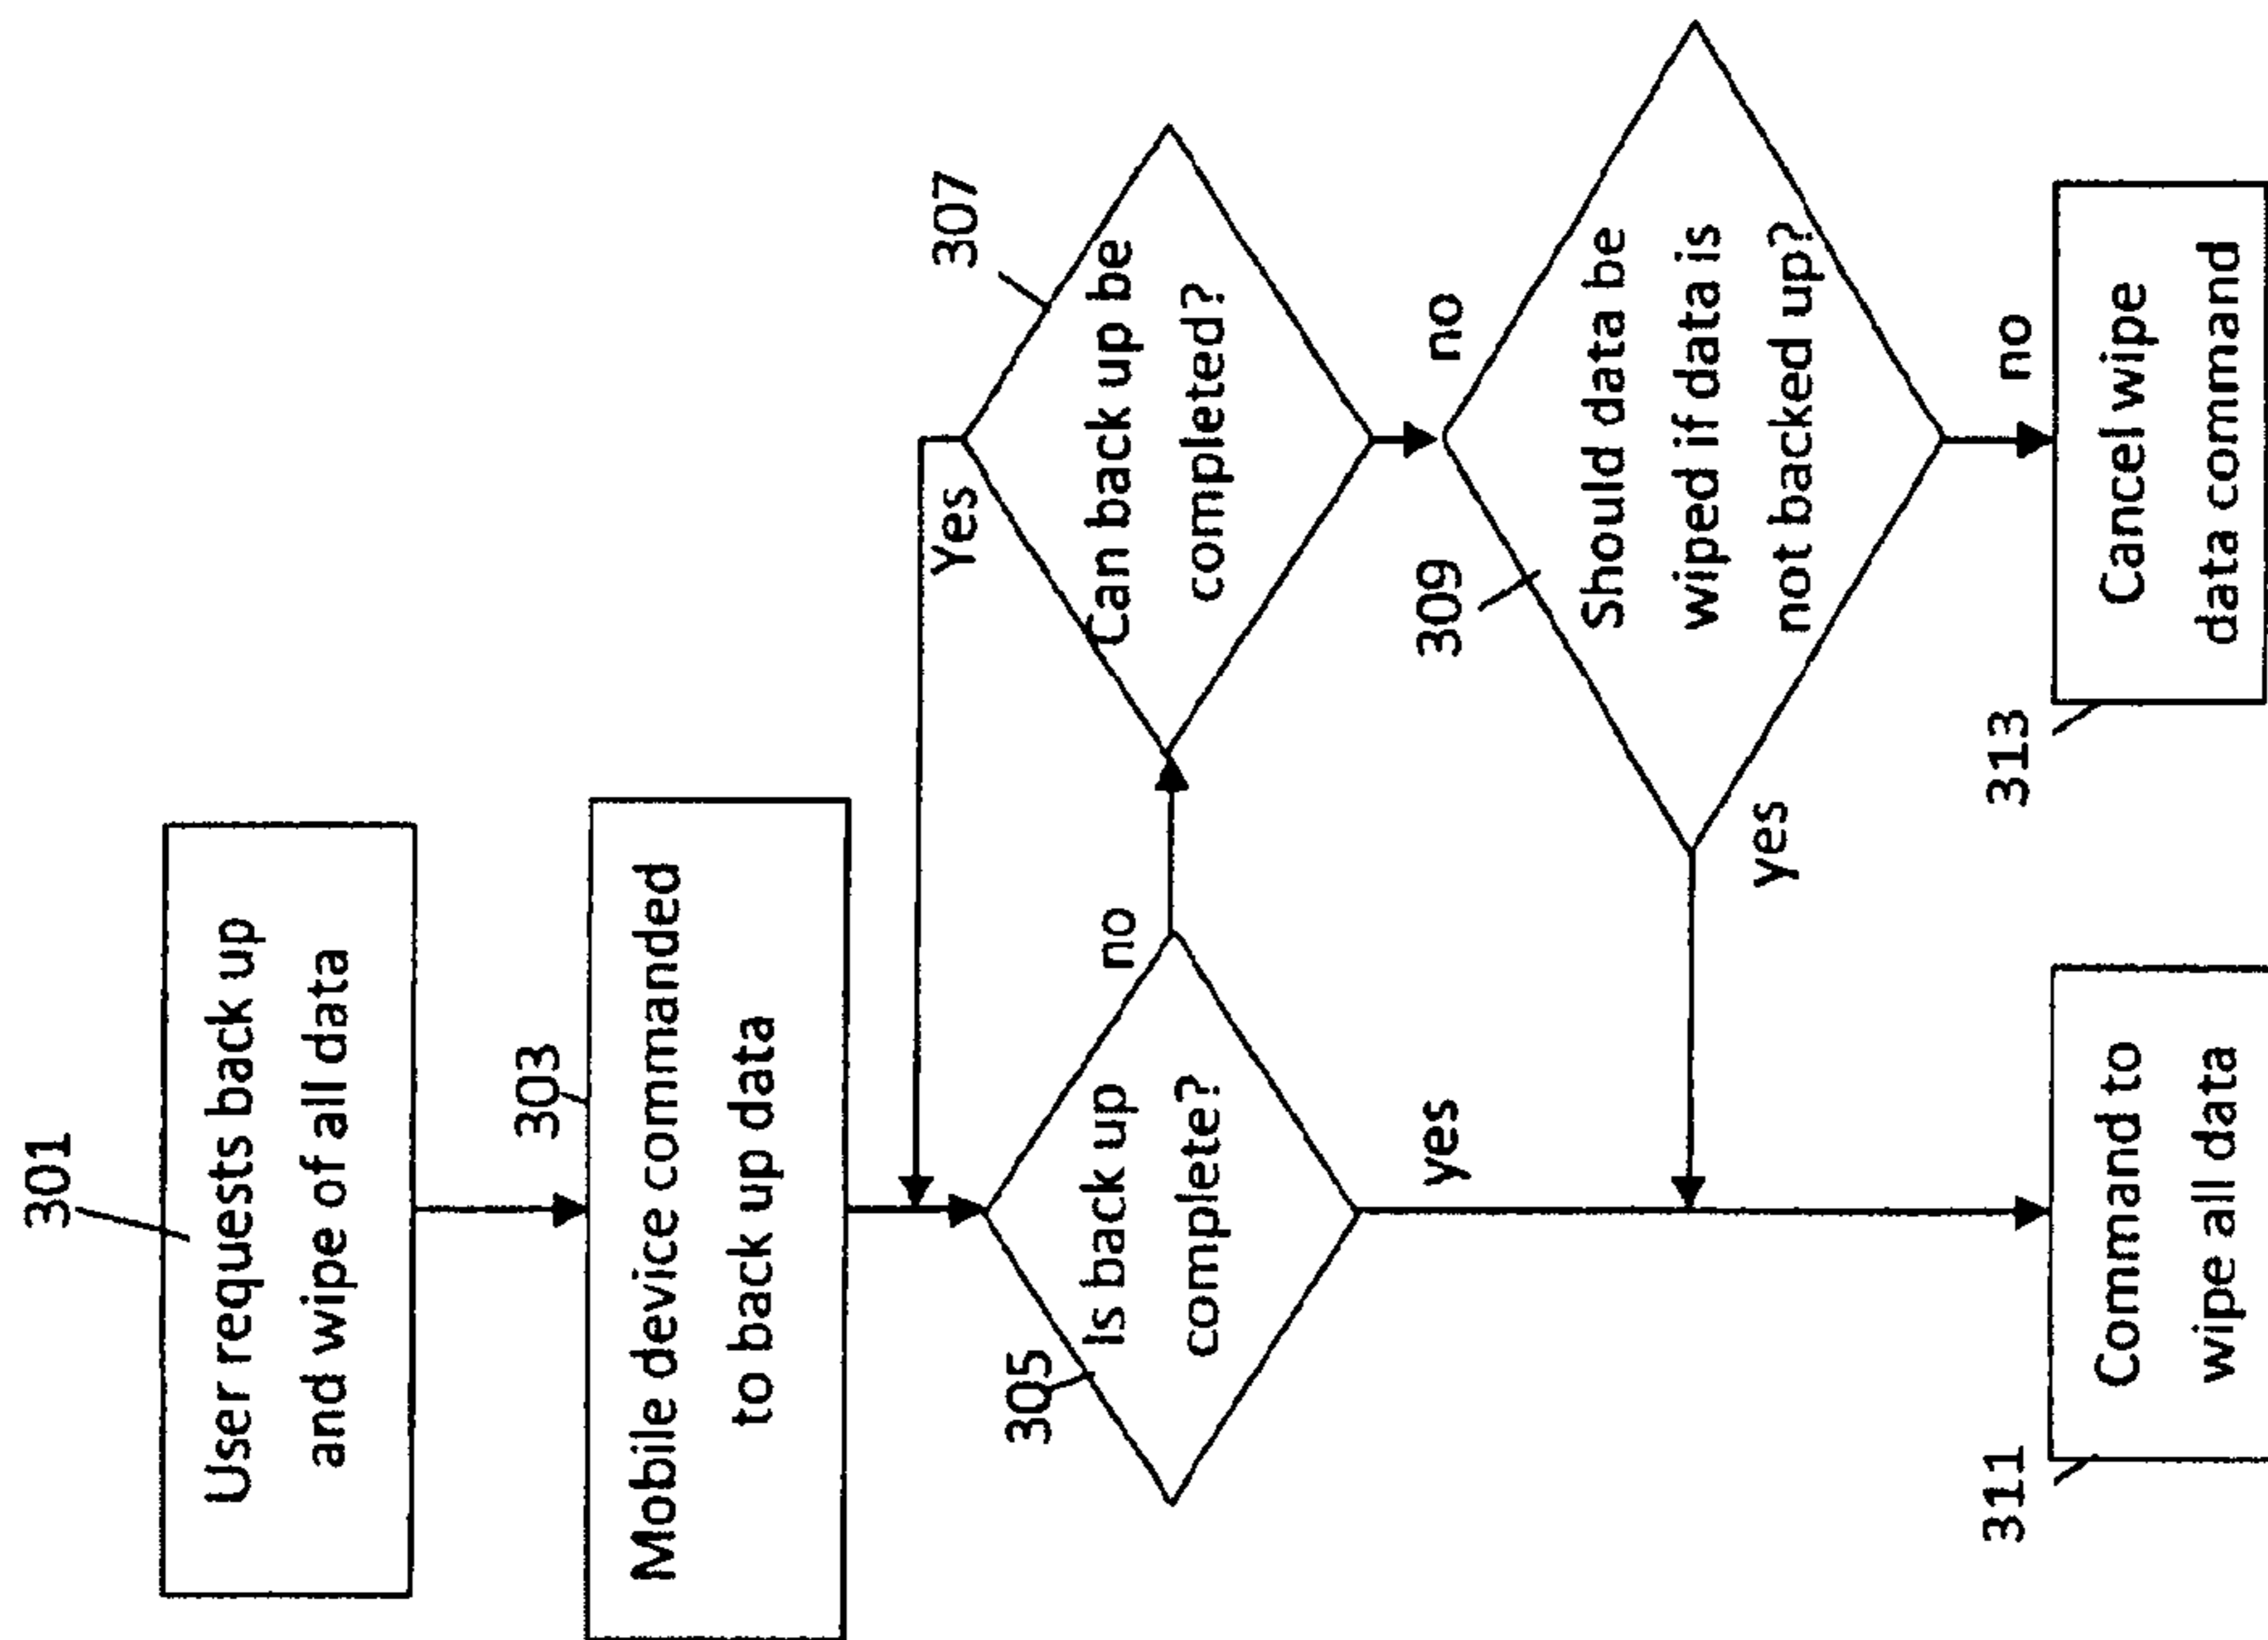 301
User requests back up
and wipe of all data
303
Mobile device commanded
to back up data
305
Is back up
complete?
no
yes
307
Can back up be
completed?
Yes
no
309
Should data be
wiped if data is
not backed up?
yes
no
311
Command to
wipe all data
313
Cancel wipe
data command